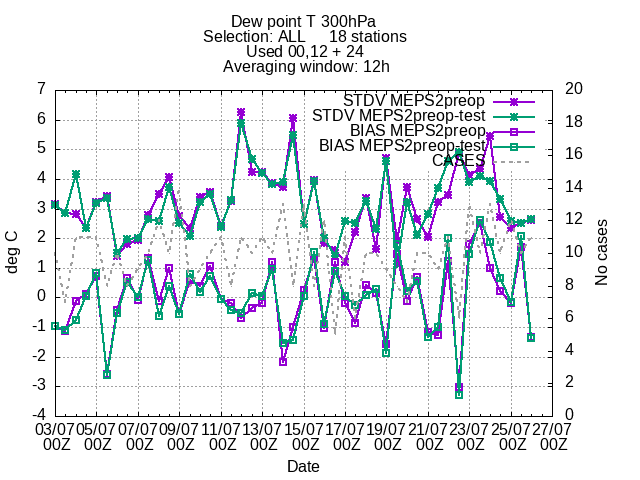 Dew point T 300hPa
Selection: ALL 18 stations
Used 00,12 + 24
Averaging window: 12h
STDV MEPS2preop
STDV MEPS2preop-test
BIAS MEPS2preop
BIAS MEPS2preop-test
CASES
7
6
5
4
3
2
1
0
-1
-2
-3
-4
deg C
20
18
16
14
12
10
8
6
4
2
0
No cases
03/07 05/07 07/07 09/07 11/07 13/07 15/07 17/07 19/07 21/07 23/07 25/07 27/07
00Z 00Z 00Z 00Z 00Z 00Z 00Z 00Z 00Z 00Z 00Z 00Z 00Z
Date